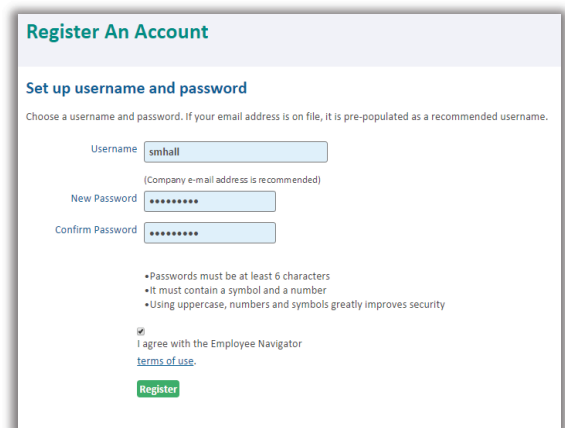 Register An Account
Set up username and password
Choose a username and password. If your email address is on file, it is pre-populated as a recommended username.
Username smhall
(Company e-mail address is recommended)
New Password •••••••••
Confirm Password •••••••••
•Passwords must be at least 6 characters
•It must contain a symbol and a number
•Using uppercase, numbers and symbols greatly improves security
I agree with the Employee Navigator
terms of use.
Register